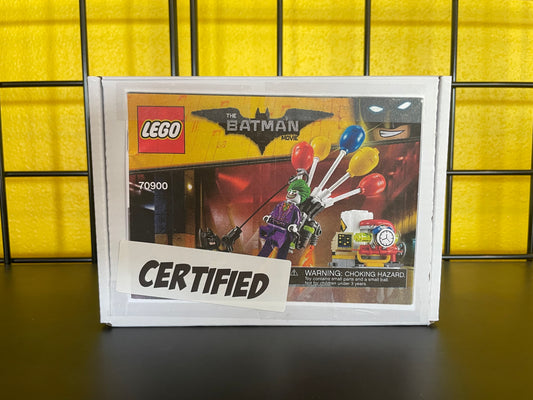 LEGO
THE
BATMAN
MOVIE
70900
CERTIFIED
WARNING: CHOKING HAZARD.
Toy contains small parts and a small ball.
Not for children under 3 years.